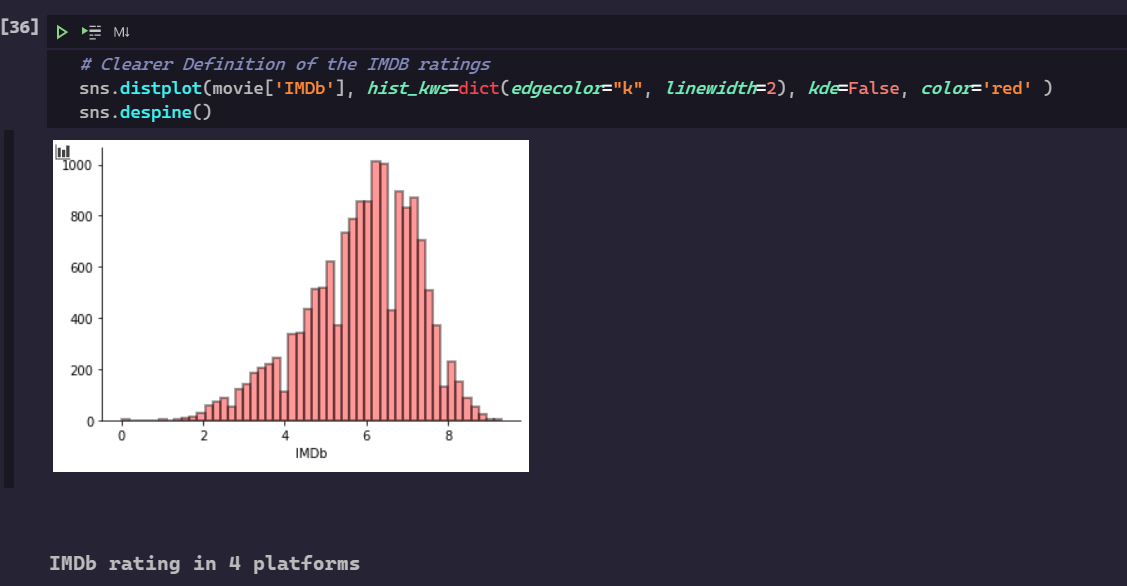 [36]
M↓
# Clearer Definition of the IMDB ratings
sns.distplot(movie['IMDb'], hist_kws=dict(edgecolor="k", linewidth=2), kde=False, color='red' )
sns.despine()
1000
800
600
400
200
0
0 2 4 6 8
IMDb
IMDb rating in 4 platforms